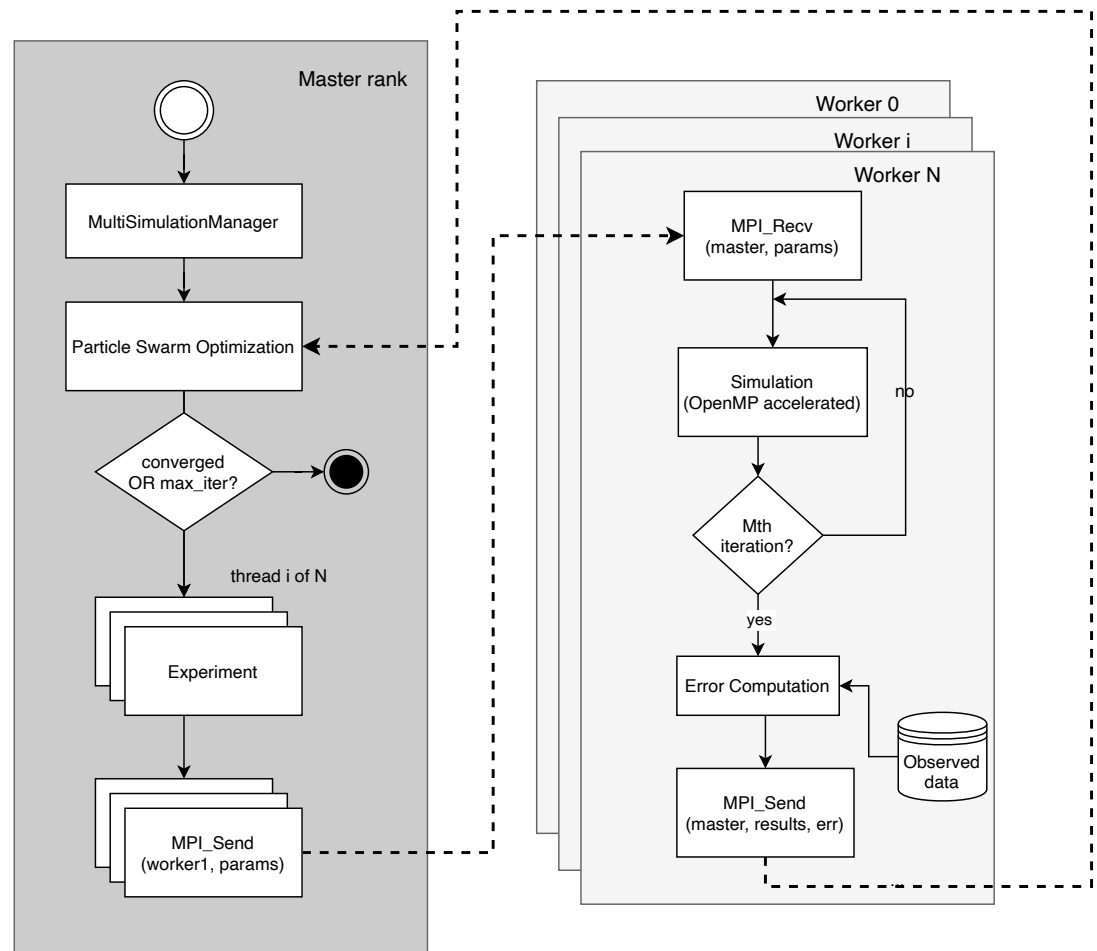 Master rank
MultiSimulationManager
Particle Swarm Optimization
converged
OR max_iter?
thread i of N
Experiment
MPI_Send
(worker1, params)
Worker 0
Worker i
Worker N
MPI_Recv
(master, params)
Simulation
(OpenMP accelerated)
no
Mth
iteration?
yes
Error Computation
Observed
data
MPI_Send
(master, results, err)
...